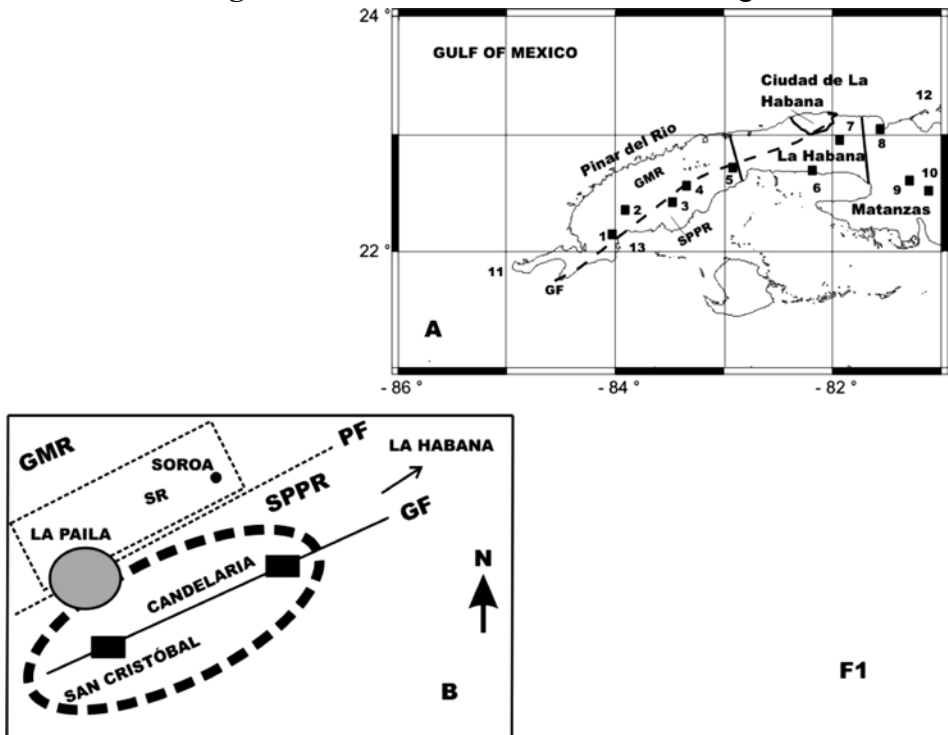 24 °
GULF OF MEXICO
Ciudad de La
Habana
12
7
8
Pinar del Río
La Habana
GMR
5
4
6
10
9
2
3
Matanzas
1
SPPR
22 °
13
11
GF
A
- 86 °
- 84 °
- 82 °
GMR
PF
LA HABANA
SOROA
SR
SPPR
GF
LA PAILA
N
CANDELARIA
SAN CRISTÓBAL
B
F1